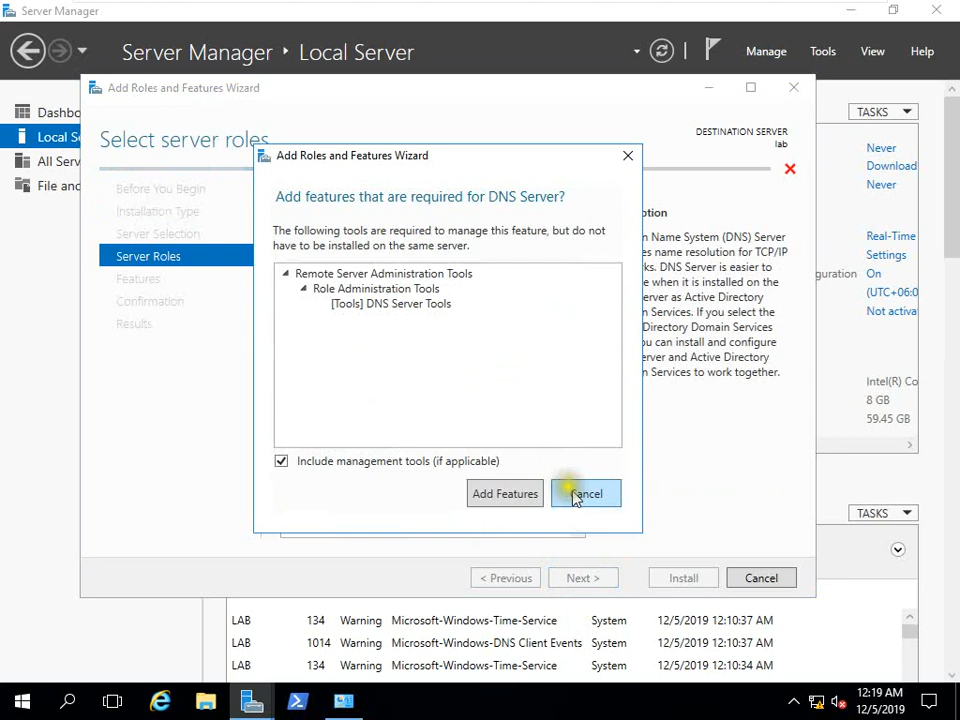 Server Manager
Server Manager ‣ Local Server
Manage Tools View Help
Add Roles and Features Wizard
Dashbo
Local Se
All Serv
File and
TASKS
Select server roles
DESTINATION SERVER
lab
Before You Begin
Installation Type
Server Selection
Server Roles
Features
Confirmation
Results
Add Roles and Features Wizard
Add features that are required for DNS Server?
The following tools are required to manage this feature, but do not
have to be installed on the same server.
Remote Server Administration Tools
Role Administration Tools
[Tools] DNS Server Tools
Include management tools (if applicable)
Add Features
ption
n Name System (DNS) Server
es name resolution for TCP/IP
rks. DNS Server is easier to
e when it is installed on the
erver as Active Directory
n Services. If you select the
Directory Domain Services
ou can install and configure
erver and Active Directory
n Services to work together.
< Previous
Next >
Install
Cancel
Never
Download
Never
Real-Time
Settings
guration On
(UTC+06:0
Not activa
Intel(R) Co
8 GB
59.45 GB
TASKS
LAB 134 Warning Microsoft-Windows-Time-Service System 12/5/2019 12:10:37 AM
LAB 1014 Warning Microsoft-Windows-DNS Client Events System 12/5/2019 12:10:37 AM
LAB 134 Warning Microsoft-Windows-Time-Service System 12/5/2019 12:10:34 AM
12:19 AM
12/5/2019